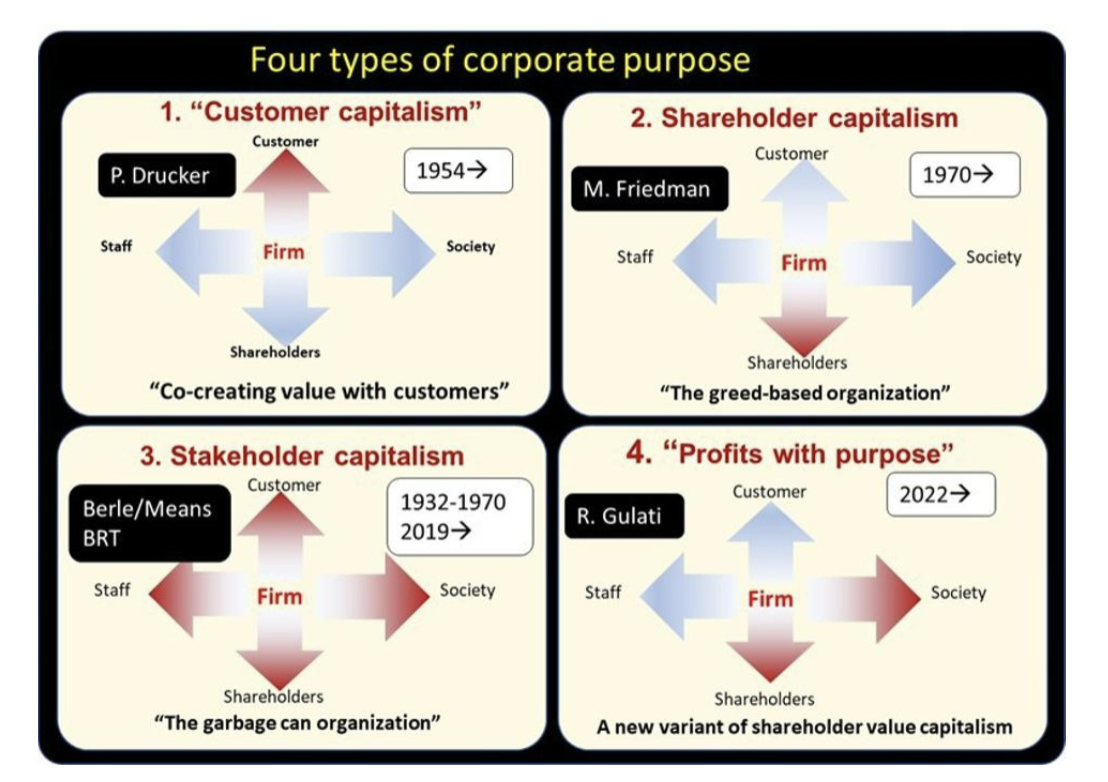 Four types of corporate purpose
1. “Customer capitalism”
Customer
P. Drucker
1954→
Staff
Firm
Society
Shareholders
“Co-creating value with customers”
2. Shareholder capitalism
Customer
M. Friedman
1970→
Staff
Firm
Society
Shareholders
“The greed-based organization”
3. Stakeholder capitalism
Customer
Berle/Means
BRT
1932-1970
2019→
Staff
Firm
Society
Shareholders
“The garbage can organization”
4. “Profits with purpose”
Customer
R. Gulati
2022→
Staff
Firm
Society
Shareholders
A new variant of shareholder value capitalism